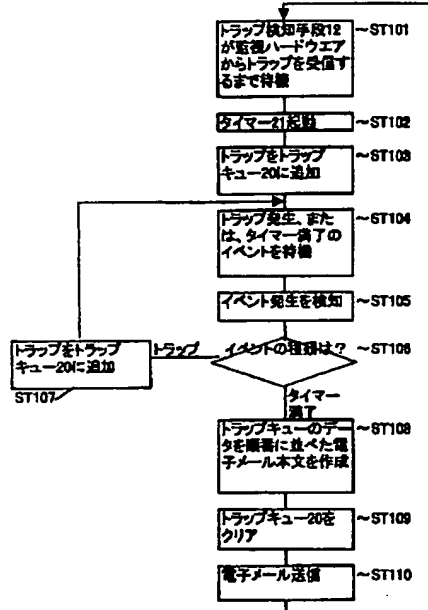 トラップ検知手段12
が監視ハードウエア
からトラップを受信す
るまで待機
~ST101
タイマー21起動
~ST102
トラップをトラップ
キュー20に追加
~ST103
トラップ発生、また
は、タイマー満了の
イベントを待機
~ST104
イベント発生を検知
~ST105
イベントの種類は?
~ST106
トラップ
トラップをトラップ
キュー20に追加
ST107
タイマー
満了
トラップキューのデー
タを順番に並べた電
子メール本文を作成
~ST108
トラップキュー20を
クリア
~ST109
電子メール送信
~ST110